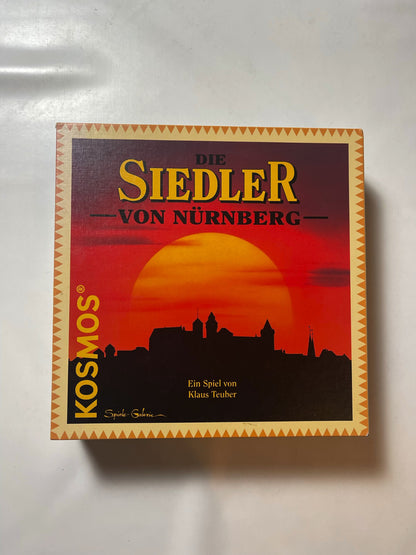 DIE
SIEDLER
VON NÜRNBERG
KOSMOS®
Ein Spiel von
Klaus Teuber
Spiele-Galerie